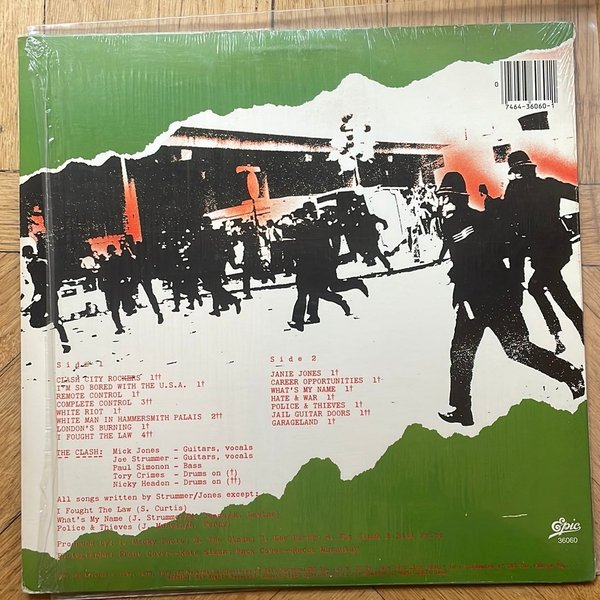 0
7464-36060-1
Side 1
CLASH CITY ROCKERS 1††
I'M SO BORED WITH THE U.S.A. 1†
REMOTE CONTROL 1†
COMPLETE CONTROL 3††
WHITE RIOT 1†
WHITE MAN IN HAMMERSMITH PALAIS 2††
LONDON'S BURNING 1†
I FOUGHT THE LAW 4††
Side 2
JANIE JONES 1†
CAREER OPPORTUNITIES 1†
WHAT'S MY NAME 1†
HATE & WAR 1†
POLICE & THIEVES 1†
JAIL GUITAR DOORS 1††
GARAGELAND 1†
THE CLASH: Mick Jones - Guitars, vocals
Joe Strummer - Guitars, vocals
Paul Simonon - Bass
Tory Crimes - Drums on (†)
Nicky Headon - Drums on (††)
All songs written by Strummer/Jones except:
I Fought The Law (S. Curtis)
What's My Name (J. Strummer/M.
Police & Thieves (J.
Epic
36060